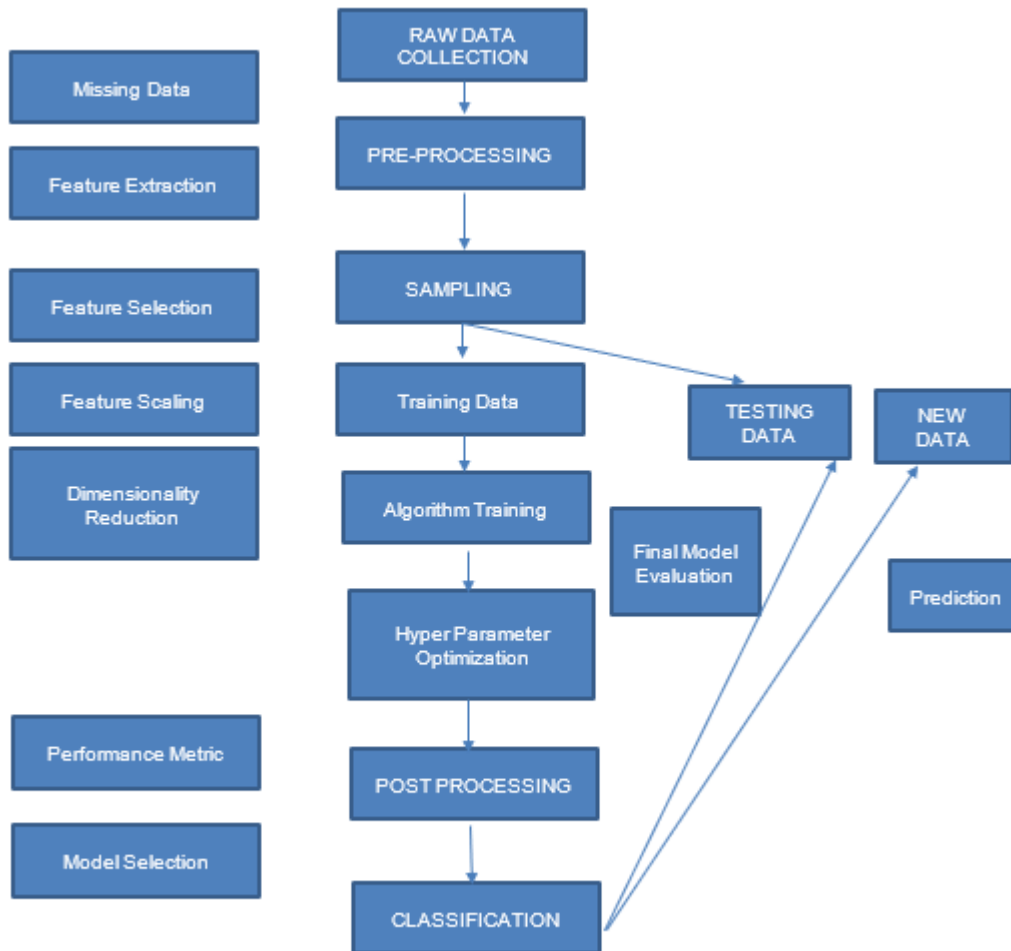 RAW DATA
COLLECTION
Missing Data
PRE-PROCESSING
Feature Extraction
SAMPLING
Feature Selection
Training Data
Feature Scaling
TESTING
DATA
NEW
DATA
Dimensionality
Reduction
Algorithm Training
Final Model
Evaluation
Prediction
Hyper Parameter
Optimization
Performance Metric
POST PROCESSING
Model Selection
CLASSIFICATION